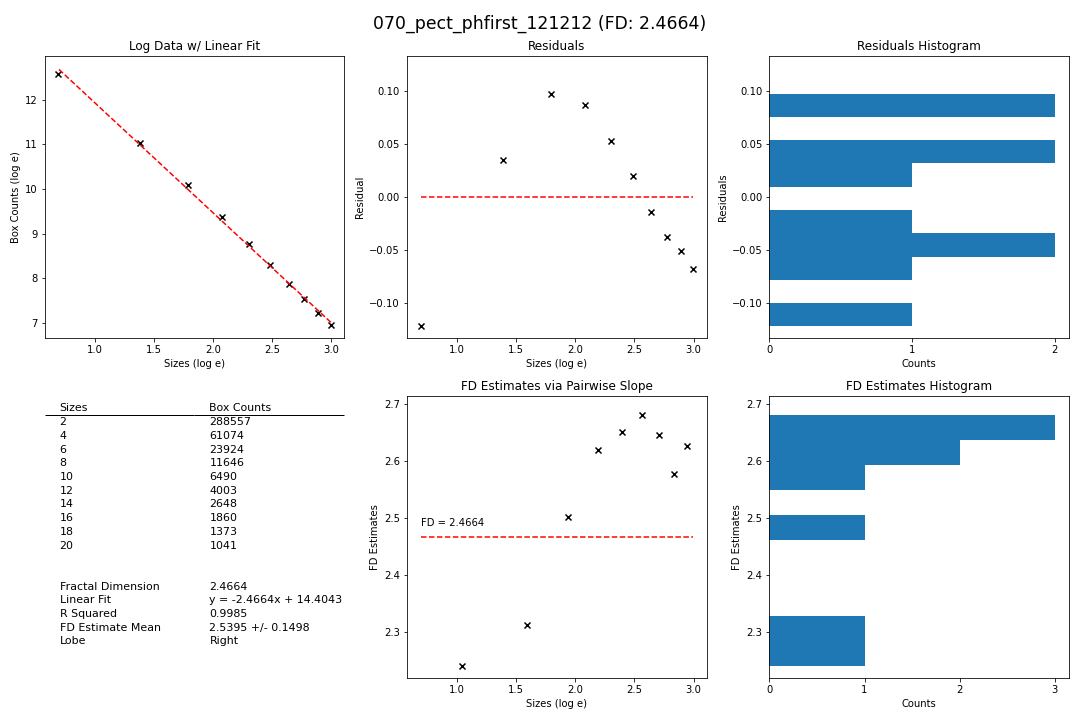 070_pect_phfirst_121212 (FD: 2.4664)
Log Data w/ Linear Fit
Box Counts (log e)
12
11
10
9
8
7
1.0 1.5 2.0 2.5 3.0
Sizes (log e)
Residuals
Residual
0.10
0.05
0.00
−0.05
−0.10
1.0 1.5 2.0 2.5 3.0
Sizes (log e)
Residuals Histogram
Residuals
0.10
0.05
0.00
−0.05
−0.10
0 1 2
Counts
Sizes Box Counts
2 288557
4 61074
6 23924
8 11646
10 6490
12 4003
14 2648
16 1860
18 1373
20 1041
Fractal Dimension 2.4664
Linear Fit y = -2.4664x + 14.4043
R Squared 0.9985
FD Estimate Mean 2.5395 +/- 0.1498
Lobe Right
FD Estimates via Pairwise Slope
FD Estimates
2.7
2.6
2.5
2.4
2.3
FD = 2.4664
1.0 1.5 2.0 2.5 3.0
Sizes (log e)
FD Estimates Histogram
FD Estimates
2.7
2.6
2.5
2.4
2.3
0 1 2 3
Counts